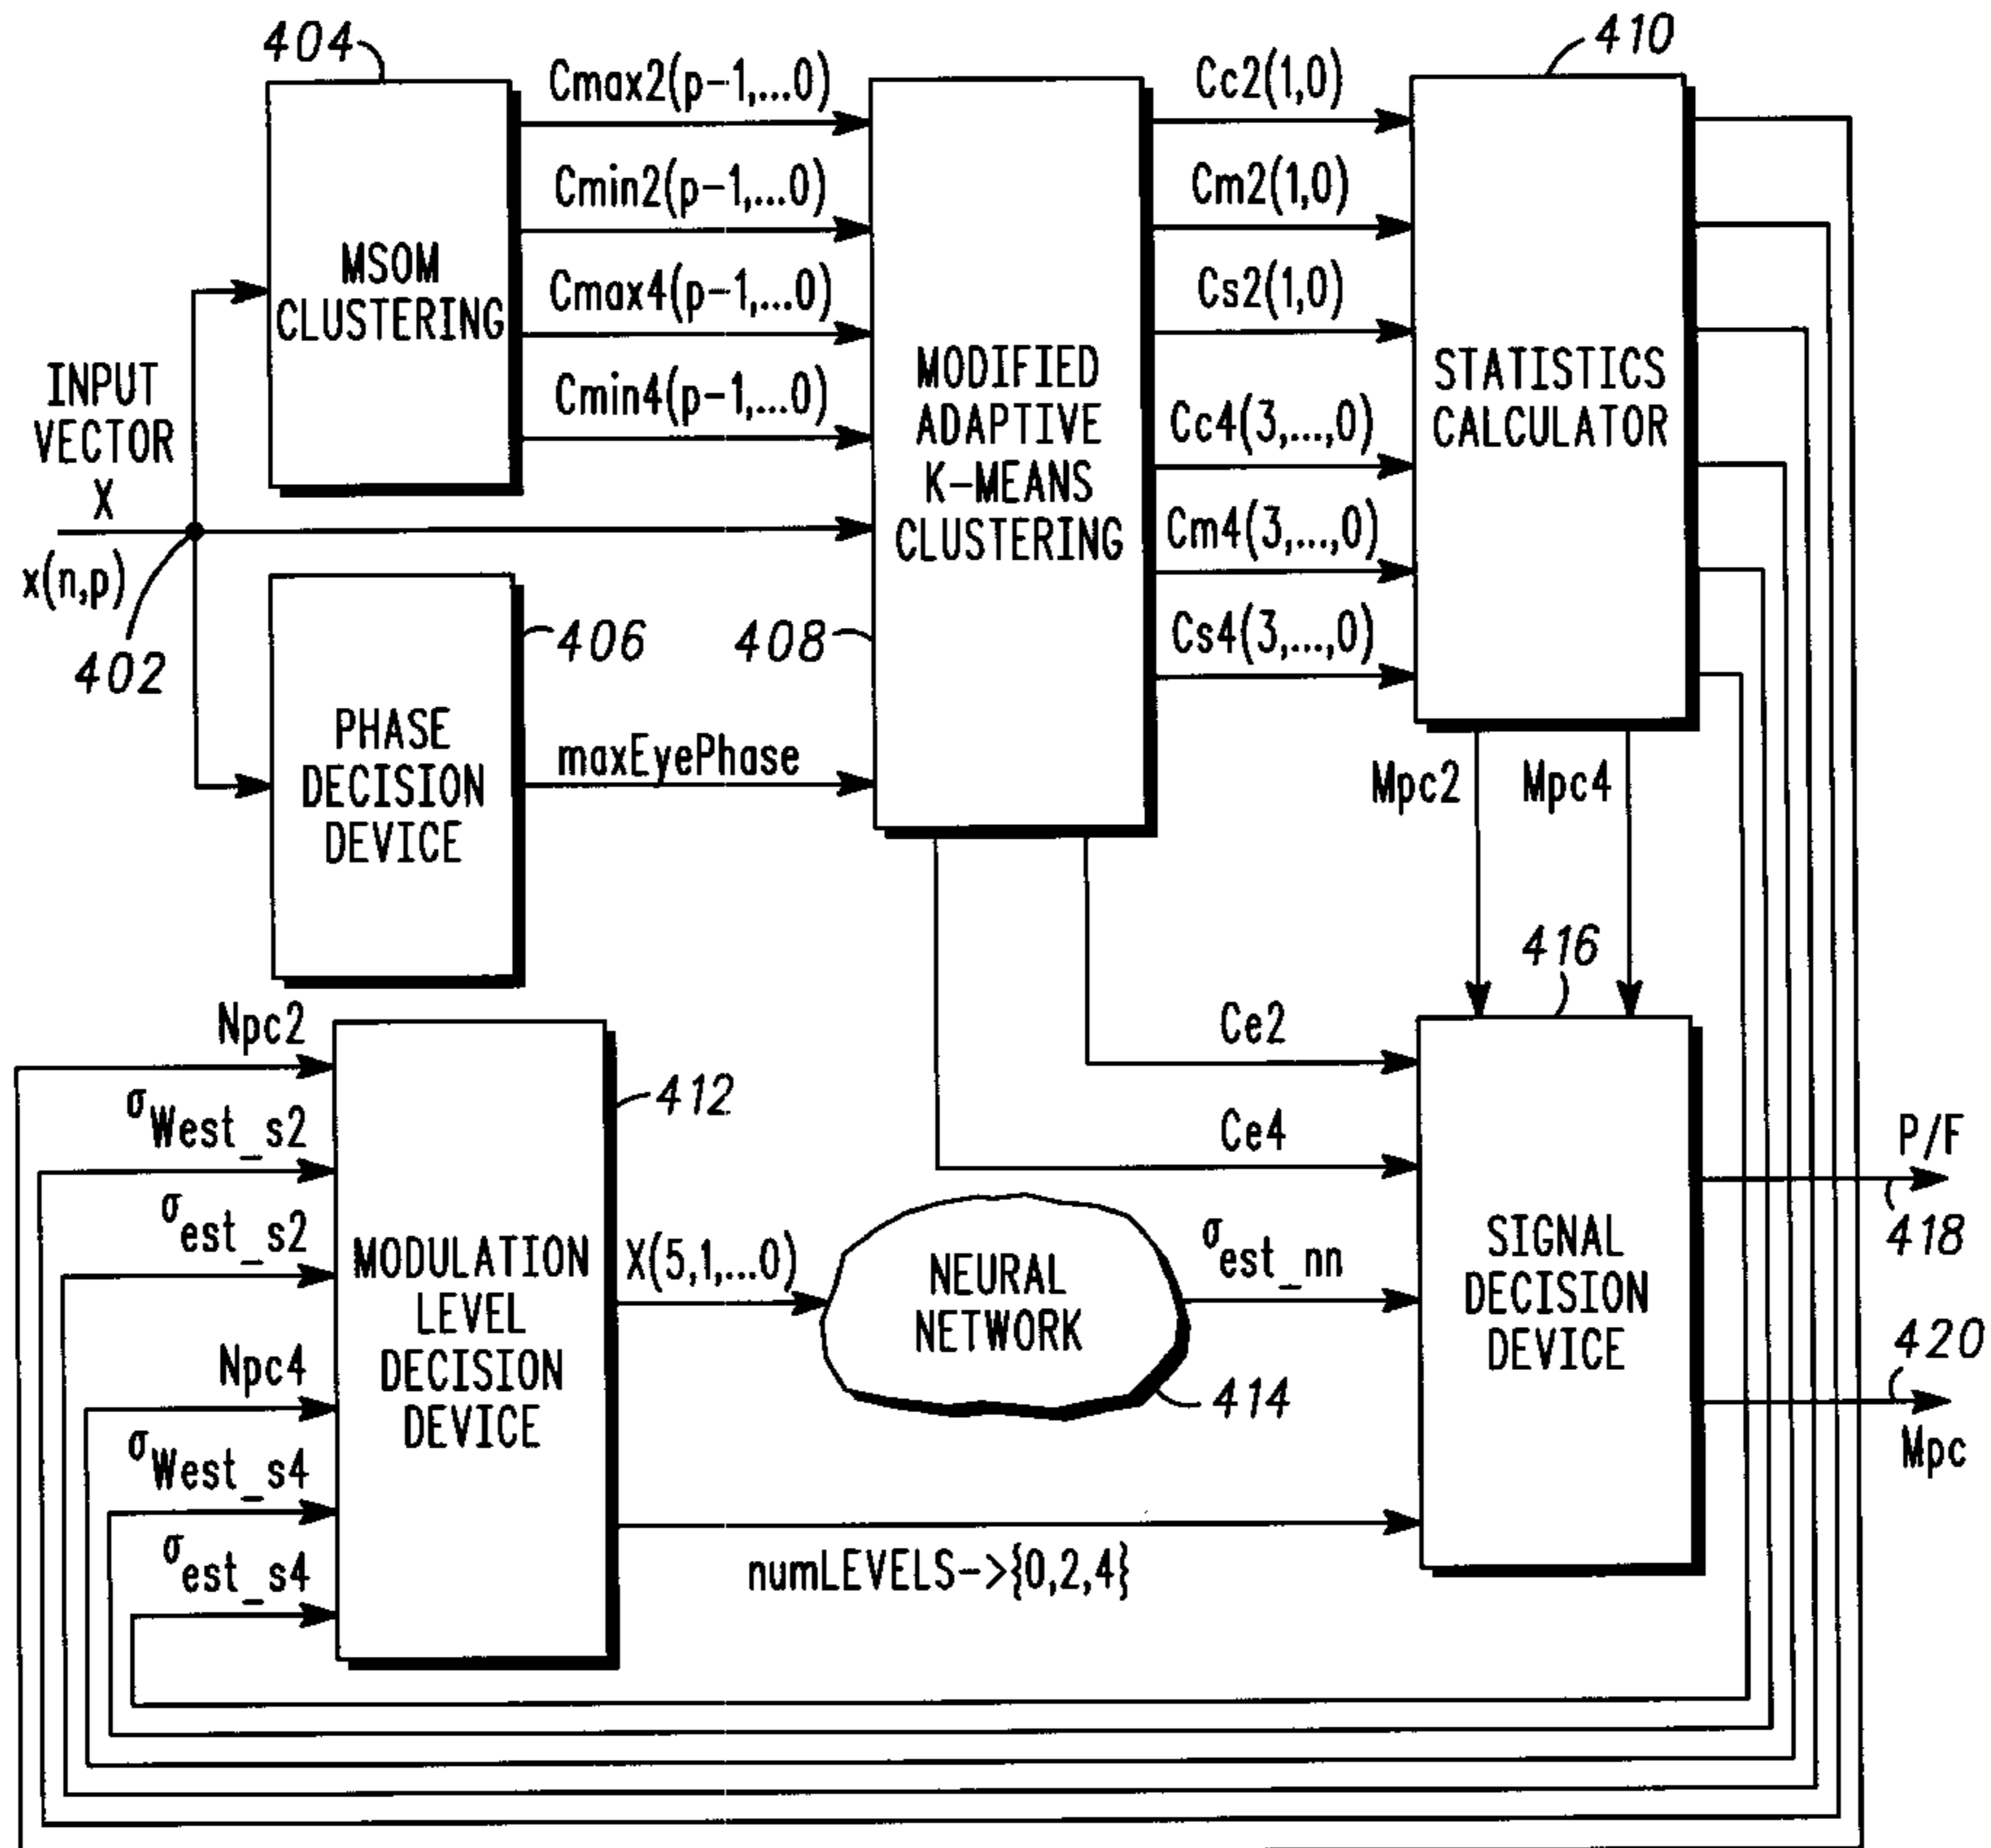 404
Cmax2(p-1,...0)
Cmin2(p-1,...0)
Cmax4(p-1,...0)
Cmin4(p-1,...0)
MSOM
CLUSTERING
INPUT
VECTOR
X
x(n,p)
402
406
PHASE
DECISION
DEVICE
maxEyePhase
408
MODIFIED
ADAPTIVE
K-MEANS
CLUSTERING
Cc2(1,0)
Cm2(1,0)
Cs2(1,0)
Cc4(3,...,0)
Cm4(3,...,0)
Cs4(3,...,0)
410
STATISTICS
CALCULATOR
Mpc2
Mpc4
416
Ce2
Ce4
Npc2
σWest_s2
σest_s2
Npc4
σWest_s4
σest_s4
412
MODULATION
LEVEL
DECISION
DEVICE
X(5,1,...0)
NEURAL
NETWORK
414
σest_nn
numLEVELS->{0,2,4}
SIGNAL
DECISION
DEVICE
P/F
418
420
Mpc